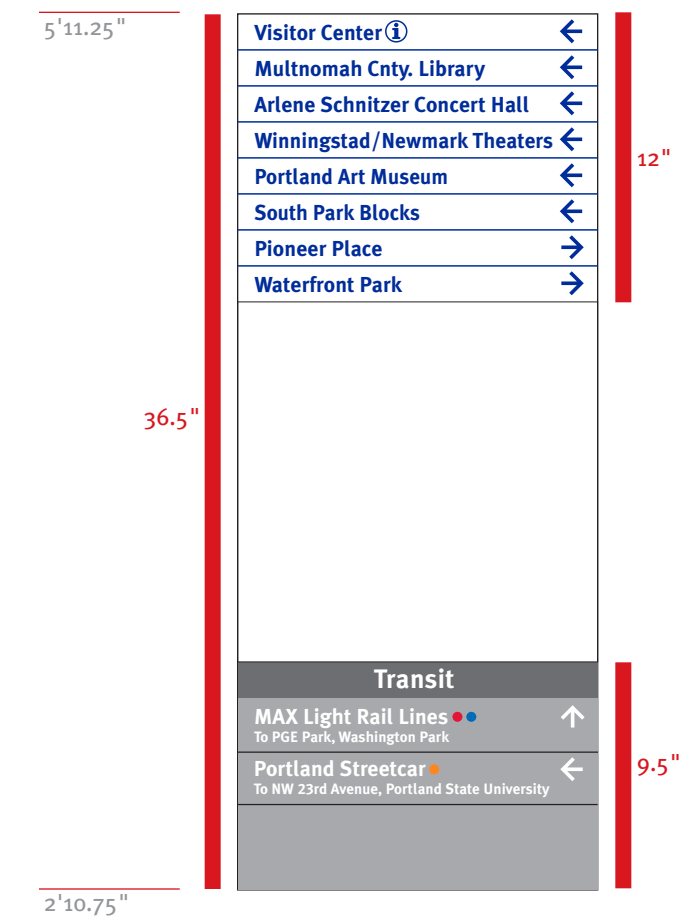 5'11.25"
Visitor Center i ←
Multnomah Cnty. Library ←
Arlene Schnitzer Concert Hall ←
Winningstad/Newmark Theaters ←
12"
Portland Art Museum ←
South Park Blocks ←
Pioneer Place →
Waterfront Park →
36.5"
Transit
MAX Light Rail Lines ↑
To PGE Park, Washington Park
Portland Streetcar ←
To NW 23rd Avenue, Portland State University
9.5"
2'10.75"